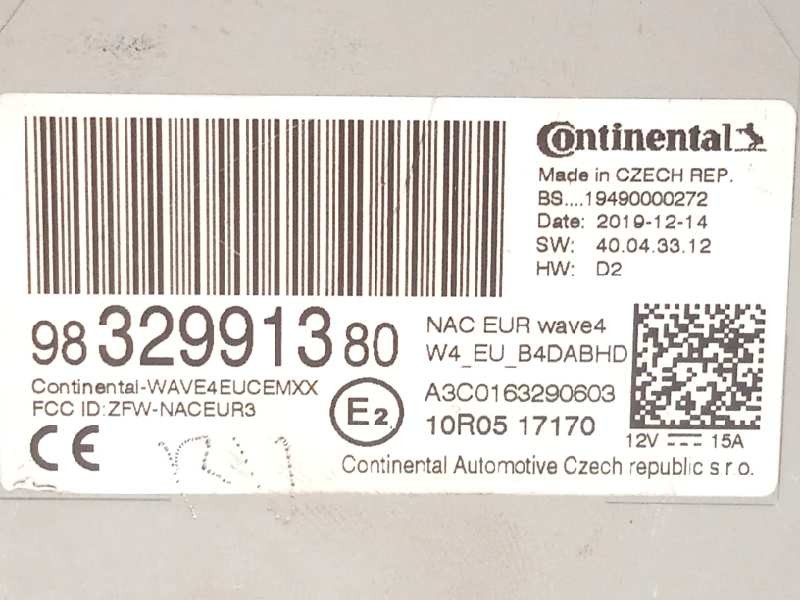 Continental
Made in CZECH REP.
BS....19490000272
Date: 2019-12-14
SW: 40.04.33.12
HW: D2
98 329913 80
NAC EUR wave4
W4_EU_B4DABHD
Continental-WAVE4EUCEMXX
FCC ID:ZFW-NACEUR3
E2
A3C0163290603
10R05 17170
12V 15A
CE
Continental Automotive Czech republic s r o.